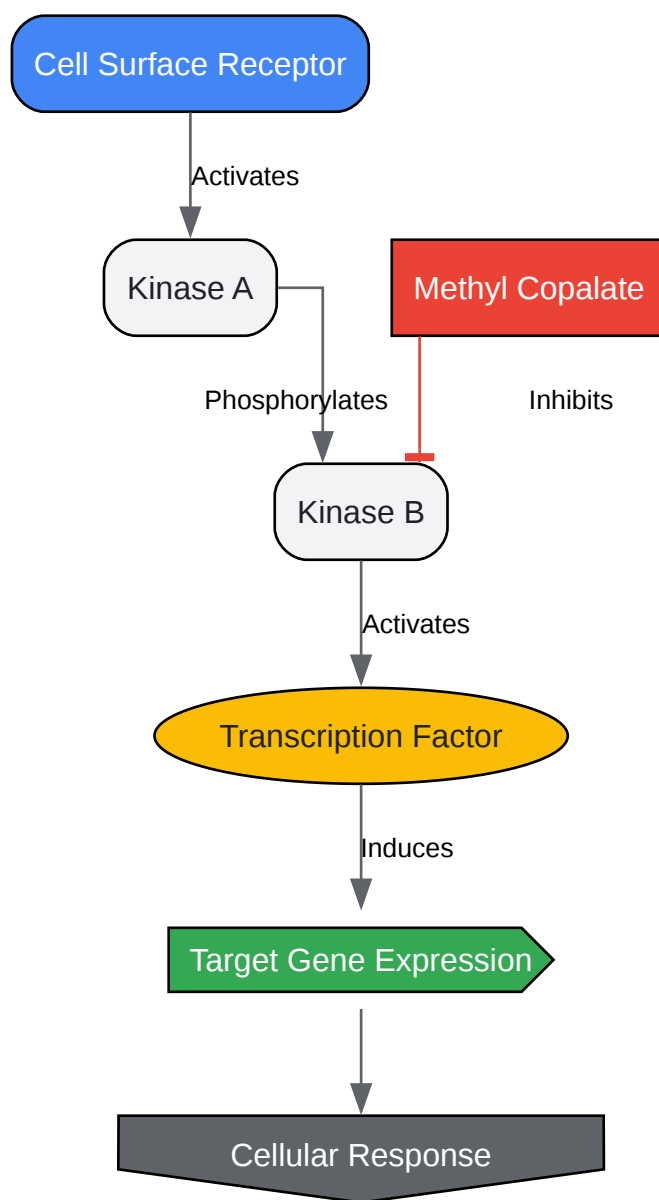 Cell Surface Receptor
Activates
Kinase A
Methyl Copalate
Phosphorylates
Inhibits
Kinase B
Activates
Transcription Factor
Induces
Target Gene Expression
Cellular Response